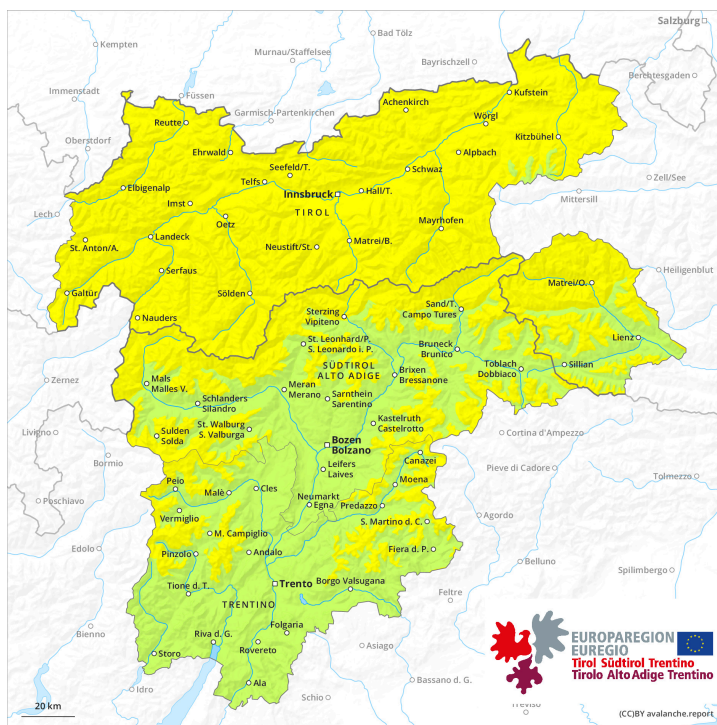 Salzburg
Bad Tölz
Kempten
Murnau/Staffelsee
Bayrischzell
Berchtesgaden
Immenstadt
Füssen
Garmisch-Partenkirchen
Achenkirch
Kufstein
Reutte
Wörgl
Oberstdorf
Kitzbühel
Ehrwald
Seefeld/T.
Alpbach
Telfs
Schwaz
Zell/See
Elbigenalp
Innsbruck
Hall/T.
Mittersill
Imst
TIROL
Lech
Oetz
Mayrhofen
Landeck
Neustift/St.
Matrei/B.
St. Anton/A.
Serfaus
Heiligenblut
Matrei/O.
Galtür
Sölden
Nauders
Sterzing
Vipiteno
Sand/T.
Campo Tures
Lienz
St. Leonhard/P.
S. Leonardo i. P.
Bruneck
Brunico
SÜDTIROL
ALTO ADIGE
Brixen
Bressanone
Toblach
Dobbiaco
Sillian
Zernez
Mals
Malles V.
Meran
Merano
Schlanders
Silandro
Sarnthein
Sarentino
St. Walburg
S. Valburga
Kastelruth
Castelrotto
Cortina d'Ampezzo
Livigno
Sulden
Solda
Bozen
Bolzano
Bormio
Canazei
Pieve di Cadore
Leifers
Laives
Tolmezzo
Peio
Malè
Cles
Moena
Poschiavo
Neumarkt
Egna
Predazzo
Vermiglio
Agordo
S. Martino d. C.
M. Campiglio
Edolo
Pinzolo
Andalo
Fiera d. P.
Belluno
Spilimbergo
Tione d. T.
Trento
Borgo Valsugana
Feltre
TRENTINO
Folgaria
Bienno
Riva d. G.
Rovereto
Asiago
Storo
Ala
Bassano d. G.
Idro
Schio
Treviso
EUROPAREGION
EUREGIO
Tirol Südtirol Trentino
Tirolo Alto Adige Trentino
20 km
(CC)BY avalanche.report